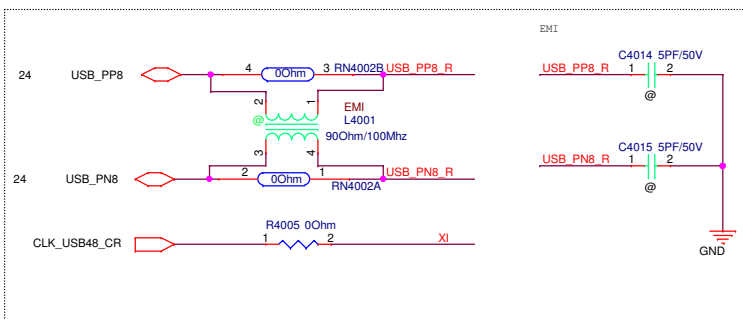 EMI
C4014 5PF/50V
24 USB_PP8 4 0Ohm 3 RN4002B USB_PP8_R
USB_PP8_R 1 2
@
2 1
EMI
@ L4001
90Ohm/100Mhz
3 4
C4015 5PF/50V
24 USB_PN8 2 0Ohm 1 USB_PN8_R
RN4002A
USB_PN8_R 1 2
@
R4005 0Ohm
CLK_USB48_CR 1 2 XI
GND